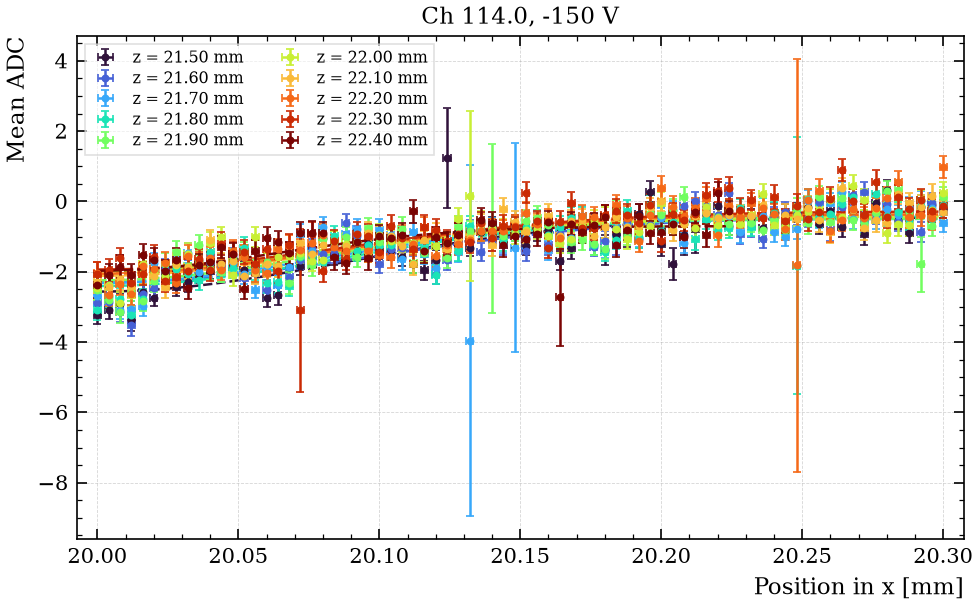 Ch 114.0, -150 V
Mean ADC
z = 21.50 mm
z = 21.60 mm
z = 21.70 mm
z = 21.80 mm
z = 21.90 mm
z = 22.00 mm
z = 22.10 mm
z = 22.20 mm
z = 22.30 mm
z = 22.40 mm
4
2
0
−2
−4
−6
−8
20.00 20.05 20.10 20.15 20.20 20.25 20.30
Position in x [mm]